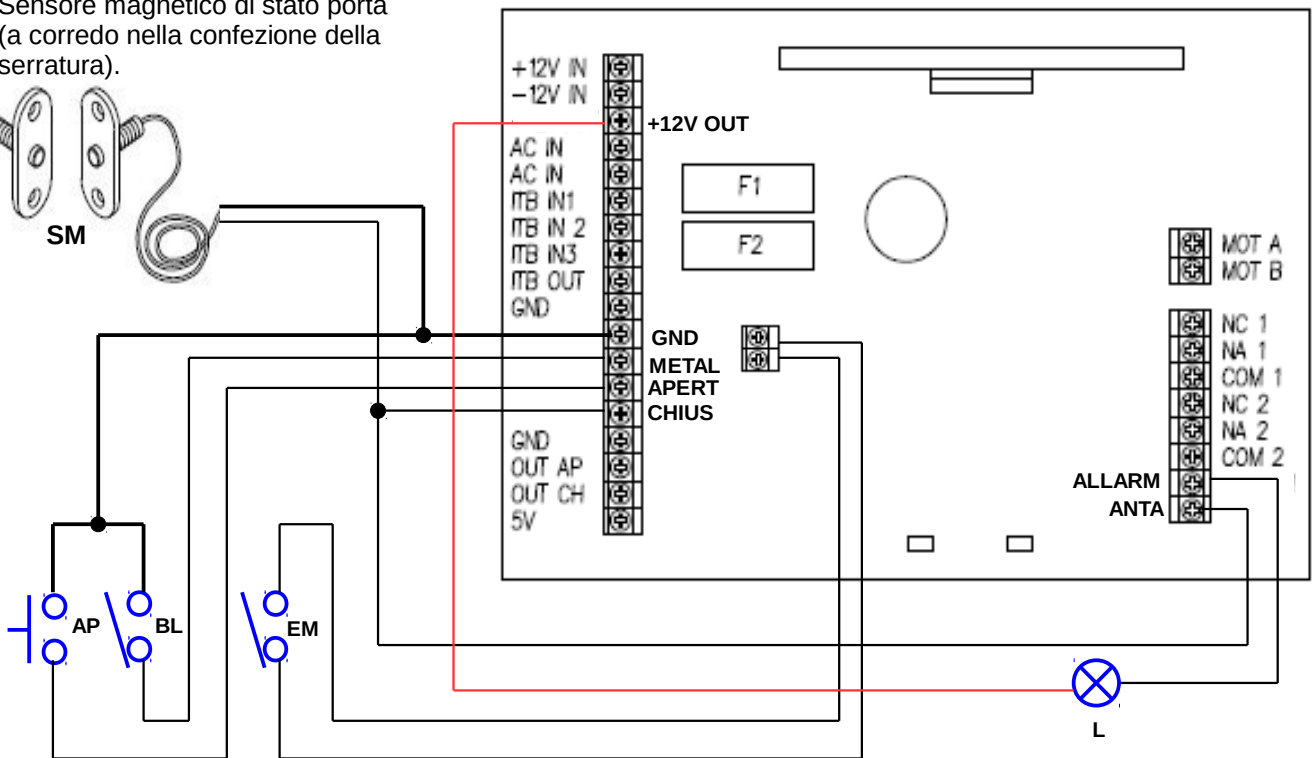 Sensore magnetico di stato porta
(a corredo nella confezione della
serratura).
SM
+12V IN
−12V IN
+12V OUT
AC IN
AC IN
ITB IN1
ITB IN 2
ITB IN3
ITB OUT
GND
GND
METAL
APERT
CHIUS
GND
OUT AP
OUT CH
5V
F1
F2
MOT A
MOT B
NC 1
NA 1
COM 1
NC 2
NA 2
COM 2
ALLARM
ANTA
AP
BL
EM
L